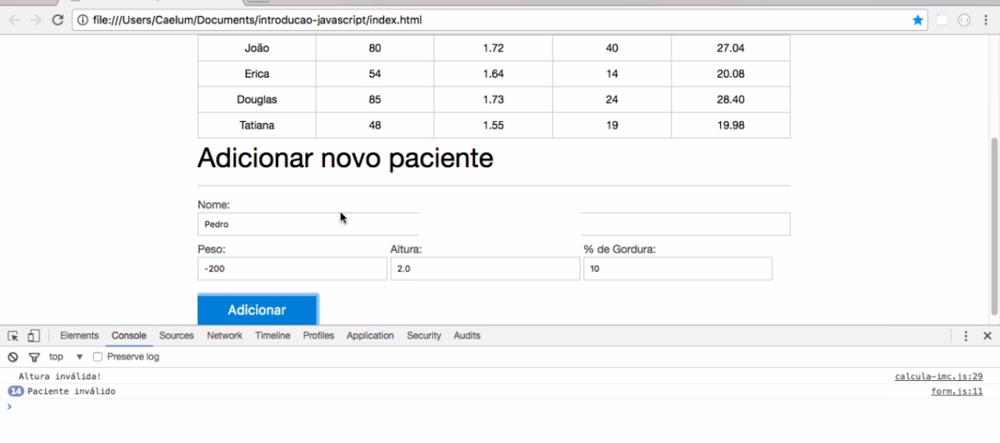 file:///Users/Caelum/Documents/introducao-javascript/index.html
João 80 1.72 40 27.04
Erica 54 1.64 14 20.08
Douglas 85 1.73 24 28.40
Tatiana 48 1.55 19 19.98
Adicionar novo paciente
Nome:
Pedro
Peso: Altura: % de Gordura:
-200 2.0 10
Adicionar
Elements Console Sources Network Timeline Profiles Application Security Audits
top Preserve log
Altura inválida! calcula-imc.js:29
14 Paciente inválido form.js:11